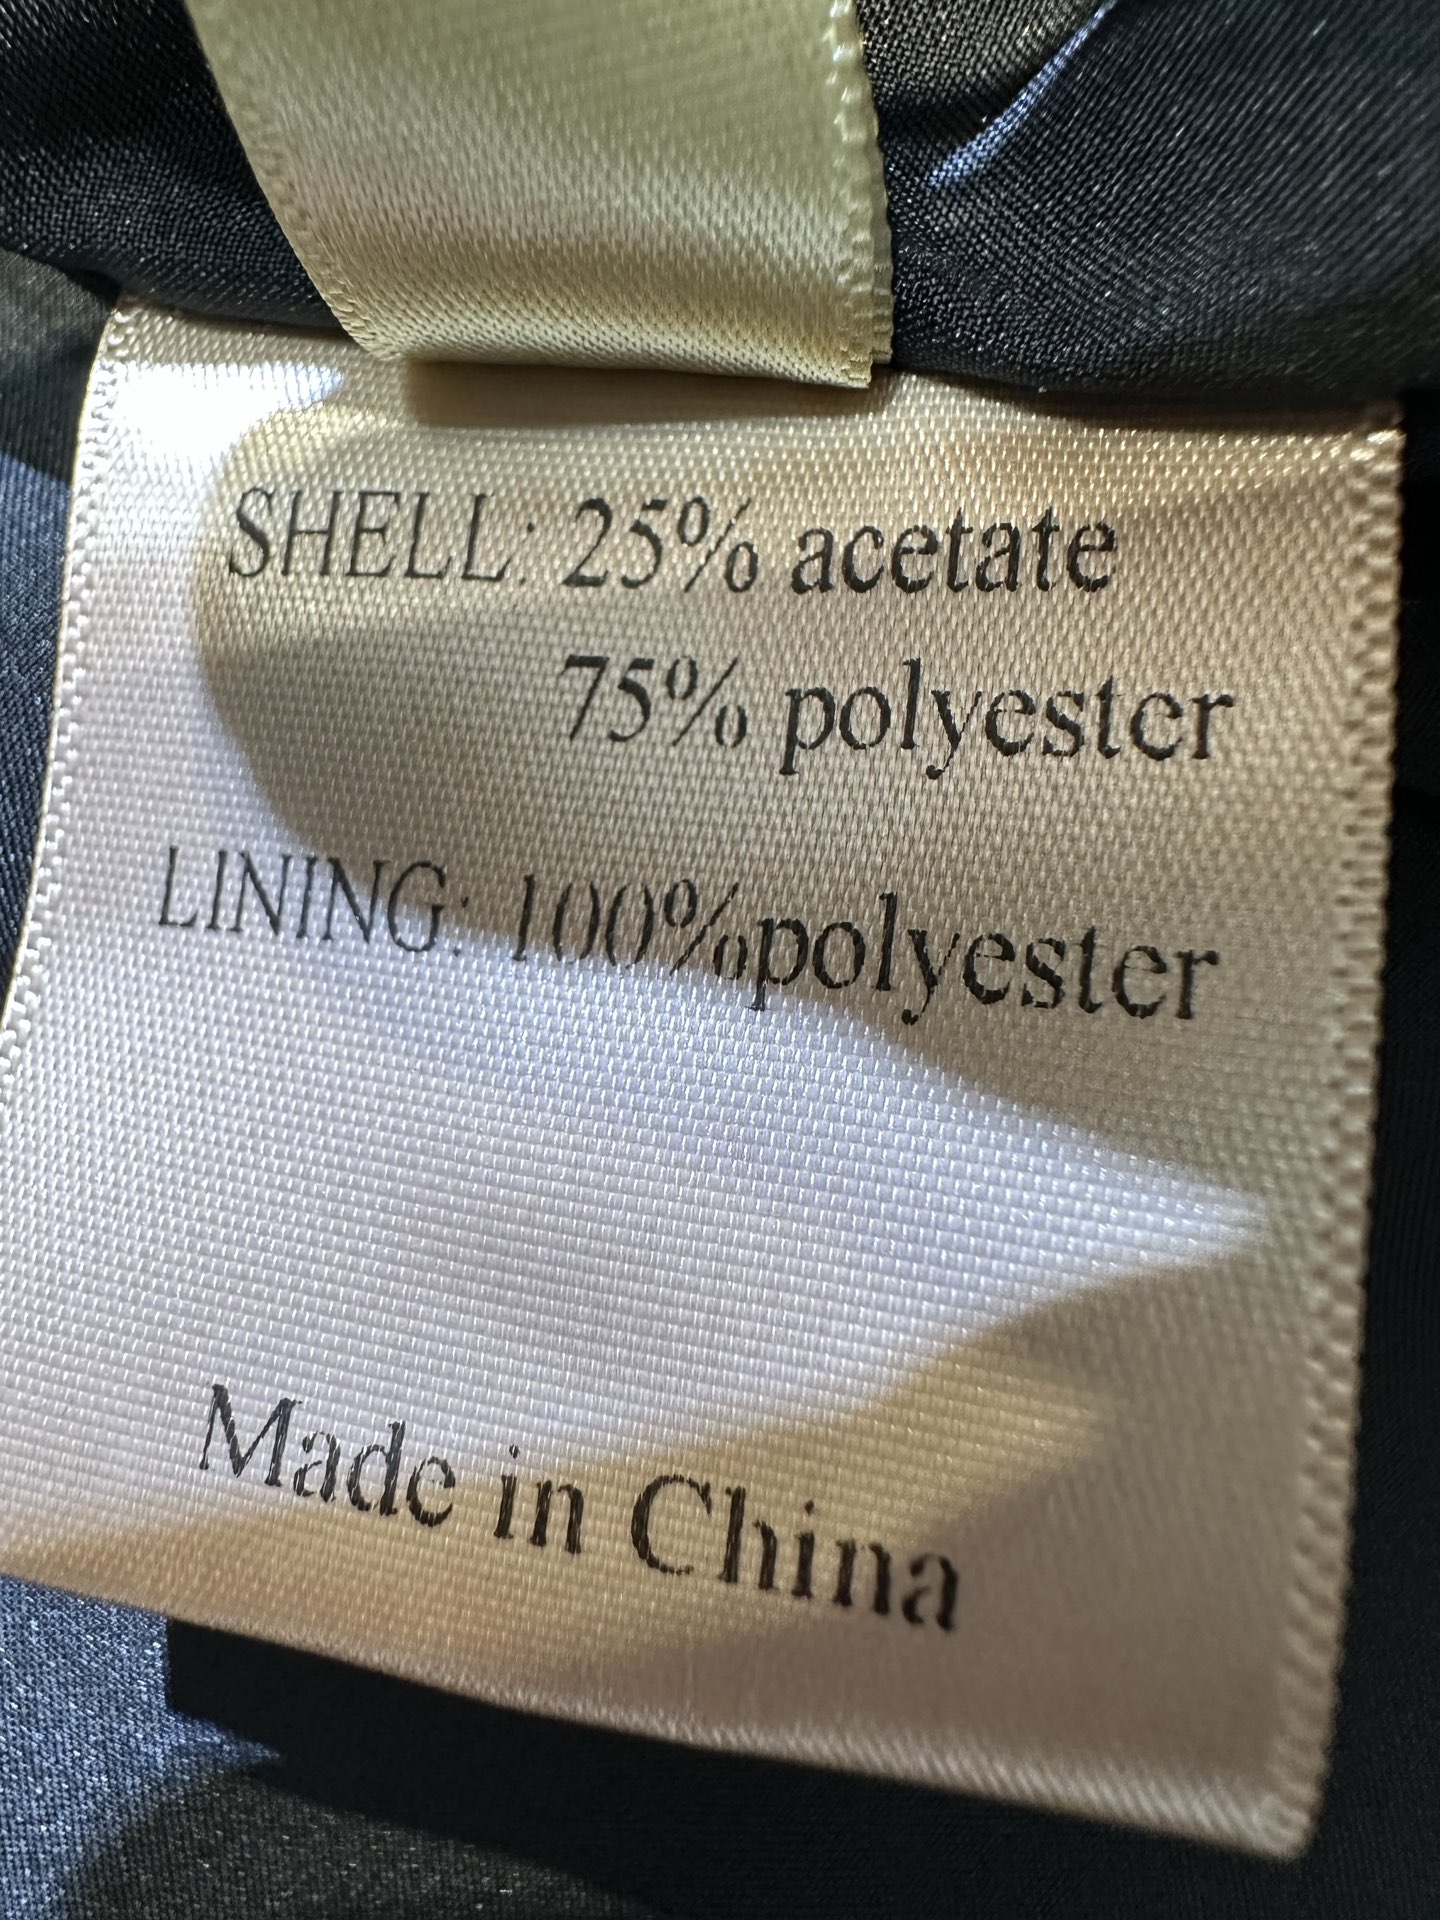 SHELL: 25% acetate
75% polyester
LINING: 100%polyester
Made in China